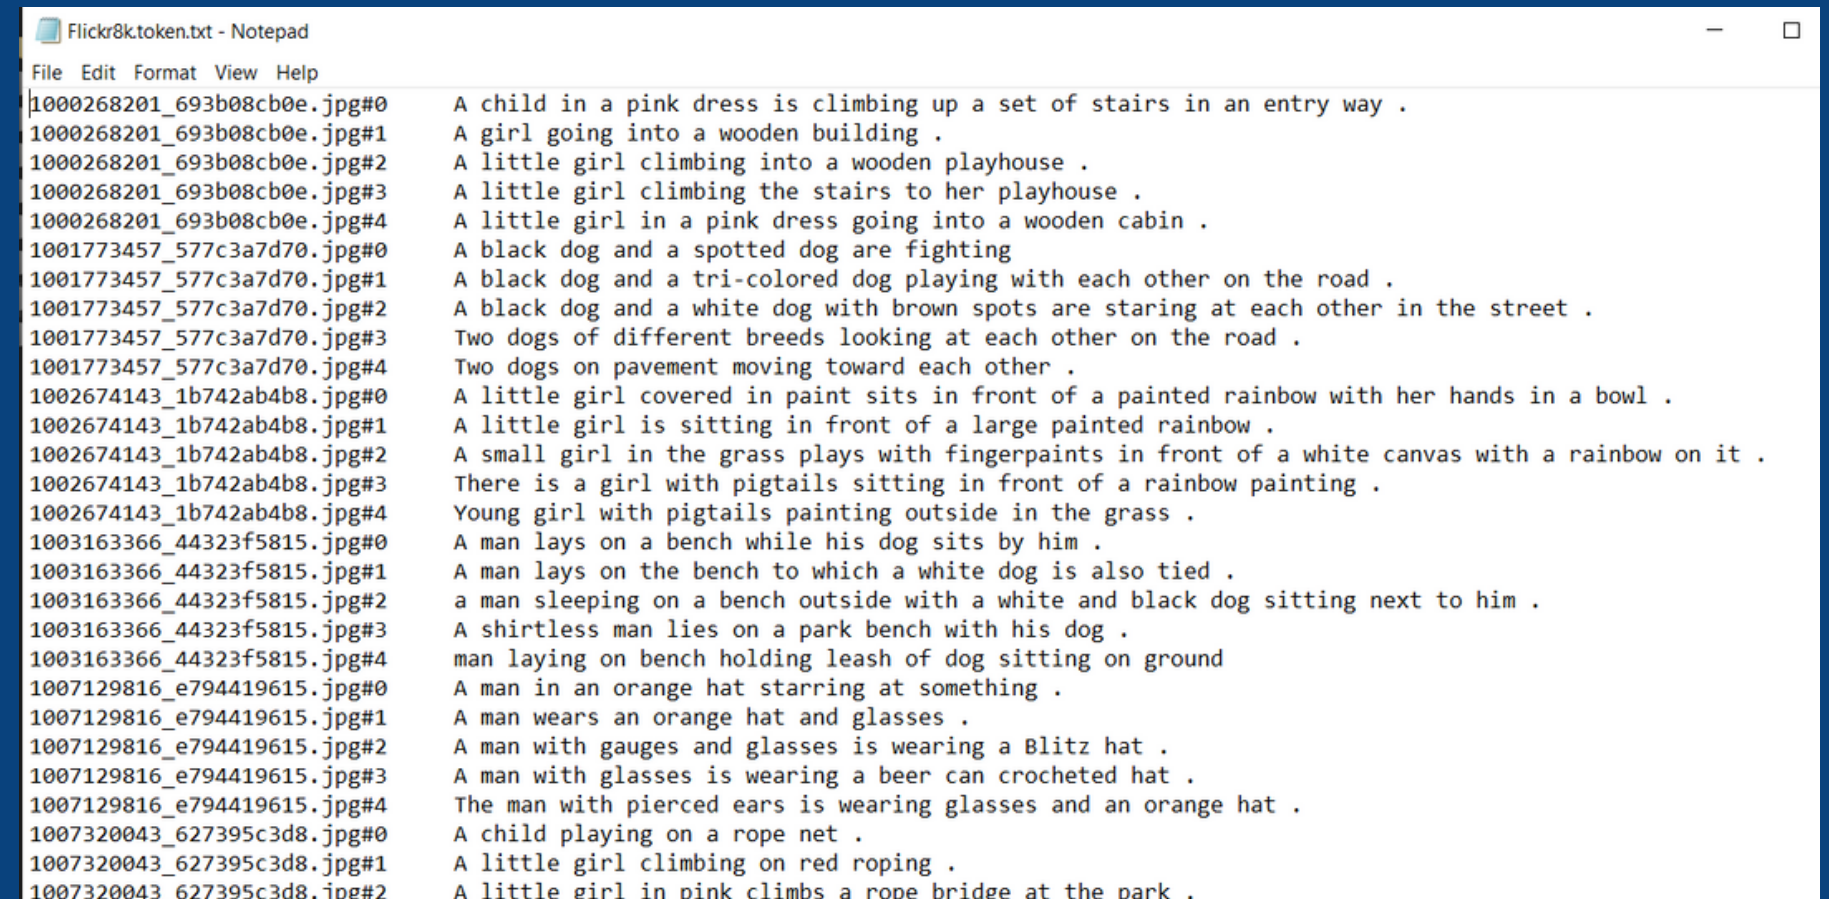 Flickr8k.token.txt - Notepad
File Edit Format View Help
1000268201_693b08cb0e.jpg#0 A child in a pink dress is climbing up a set of stairs in an entry way .
1000268201_693b08cb0e.jpg#1 A girl going into a wooden building .
1000268201_693b08cb0e.jpg#2 A little girl climbing into a wooden playhouse .
1000268201_693b08cb0e.jpg#3 A little girl climbing the stairs to her playhouse .
1000268201_693b08cb0e.jpg#4 A little girl in a pink dress going into a wooden cabin .
1001773457_577c3a7d70.jpg#0 A black dog and a spotted dog are fighting
1001773457_577c3a7d70.jpg#1 A black dog and a tri-colored dog playing with each other on the road .
1001773457_577c3a7d70.jpg#2 A black dog and a white dog with brown spots are staring at each other in the street .
1001773457_577c3a7d70.jpg#3 Two dogs of different breeds looking at each other on the road .
1001773457_577c3a7d70.jpg#4 Two dogs on pavement moving toward each other .
1002674143_1b742ab4b8.jpg#0 A little girl covered in paint sits in front of a painted rainbow with her hands in a bowl .
1002674143_1b742ab4b8.jpg#1 A little girl is sitting in front of a large painted rainbow .
1002674143_1b742ab4b8.jpg#2 A small girl in the grass plays with fingerpaints in front of a white canvas with a rainbow on it .
1002674143_1b742ab4b8.jpg#3 There is a girl with pigtails sitting in front of a rainbow painting .
1002674143_1b742ab4b8.jpg#4 Young girl with pigtails painting outside in the grass .
1003163366_44323f5815.jpg#0 A man lays on a bench while his dog sits by him .
1003163366_44323f5815.jpg#1 A man lays on the bench to which a white dog is also tied .
1003163366_44323f5815.jpg#2 a man sleeping on a bench outside with a white and black dog sitting next to him .
1003163366_44323f5815.jpg#3 A shirtless man lies on a park bench with his dog .
1003163366_44323f5815.jpg#4 man laying on bench holding leash of dog sitting on ground
1007129816_e794419615.jpg#0 A man in an orange hat starring at something .
1007129816_e794419615.jpg#1 A man wears an orange hat and glasses .
1007129816_e794419615.jpg#2 A man with gauges and glasses is wearing a Blitz hat .
1007129816_e794419615.jpg#3 A man with glasses is wearing a beer can crocheted hat .
1007129816_e794419615.jpg#4 The man with pierced ears is wearing glasses and an orange hat .
1007320043_627395c3d8.jpg#0 A child playing on a rope net .
1007320043_627395c3d8.jpg#1 A little girl climbing on red roping .
1007320043_627395c3d8.jpg#2 A little girl in pink climbs a rope bridge at the park .